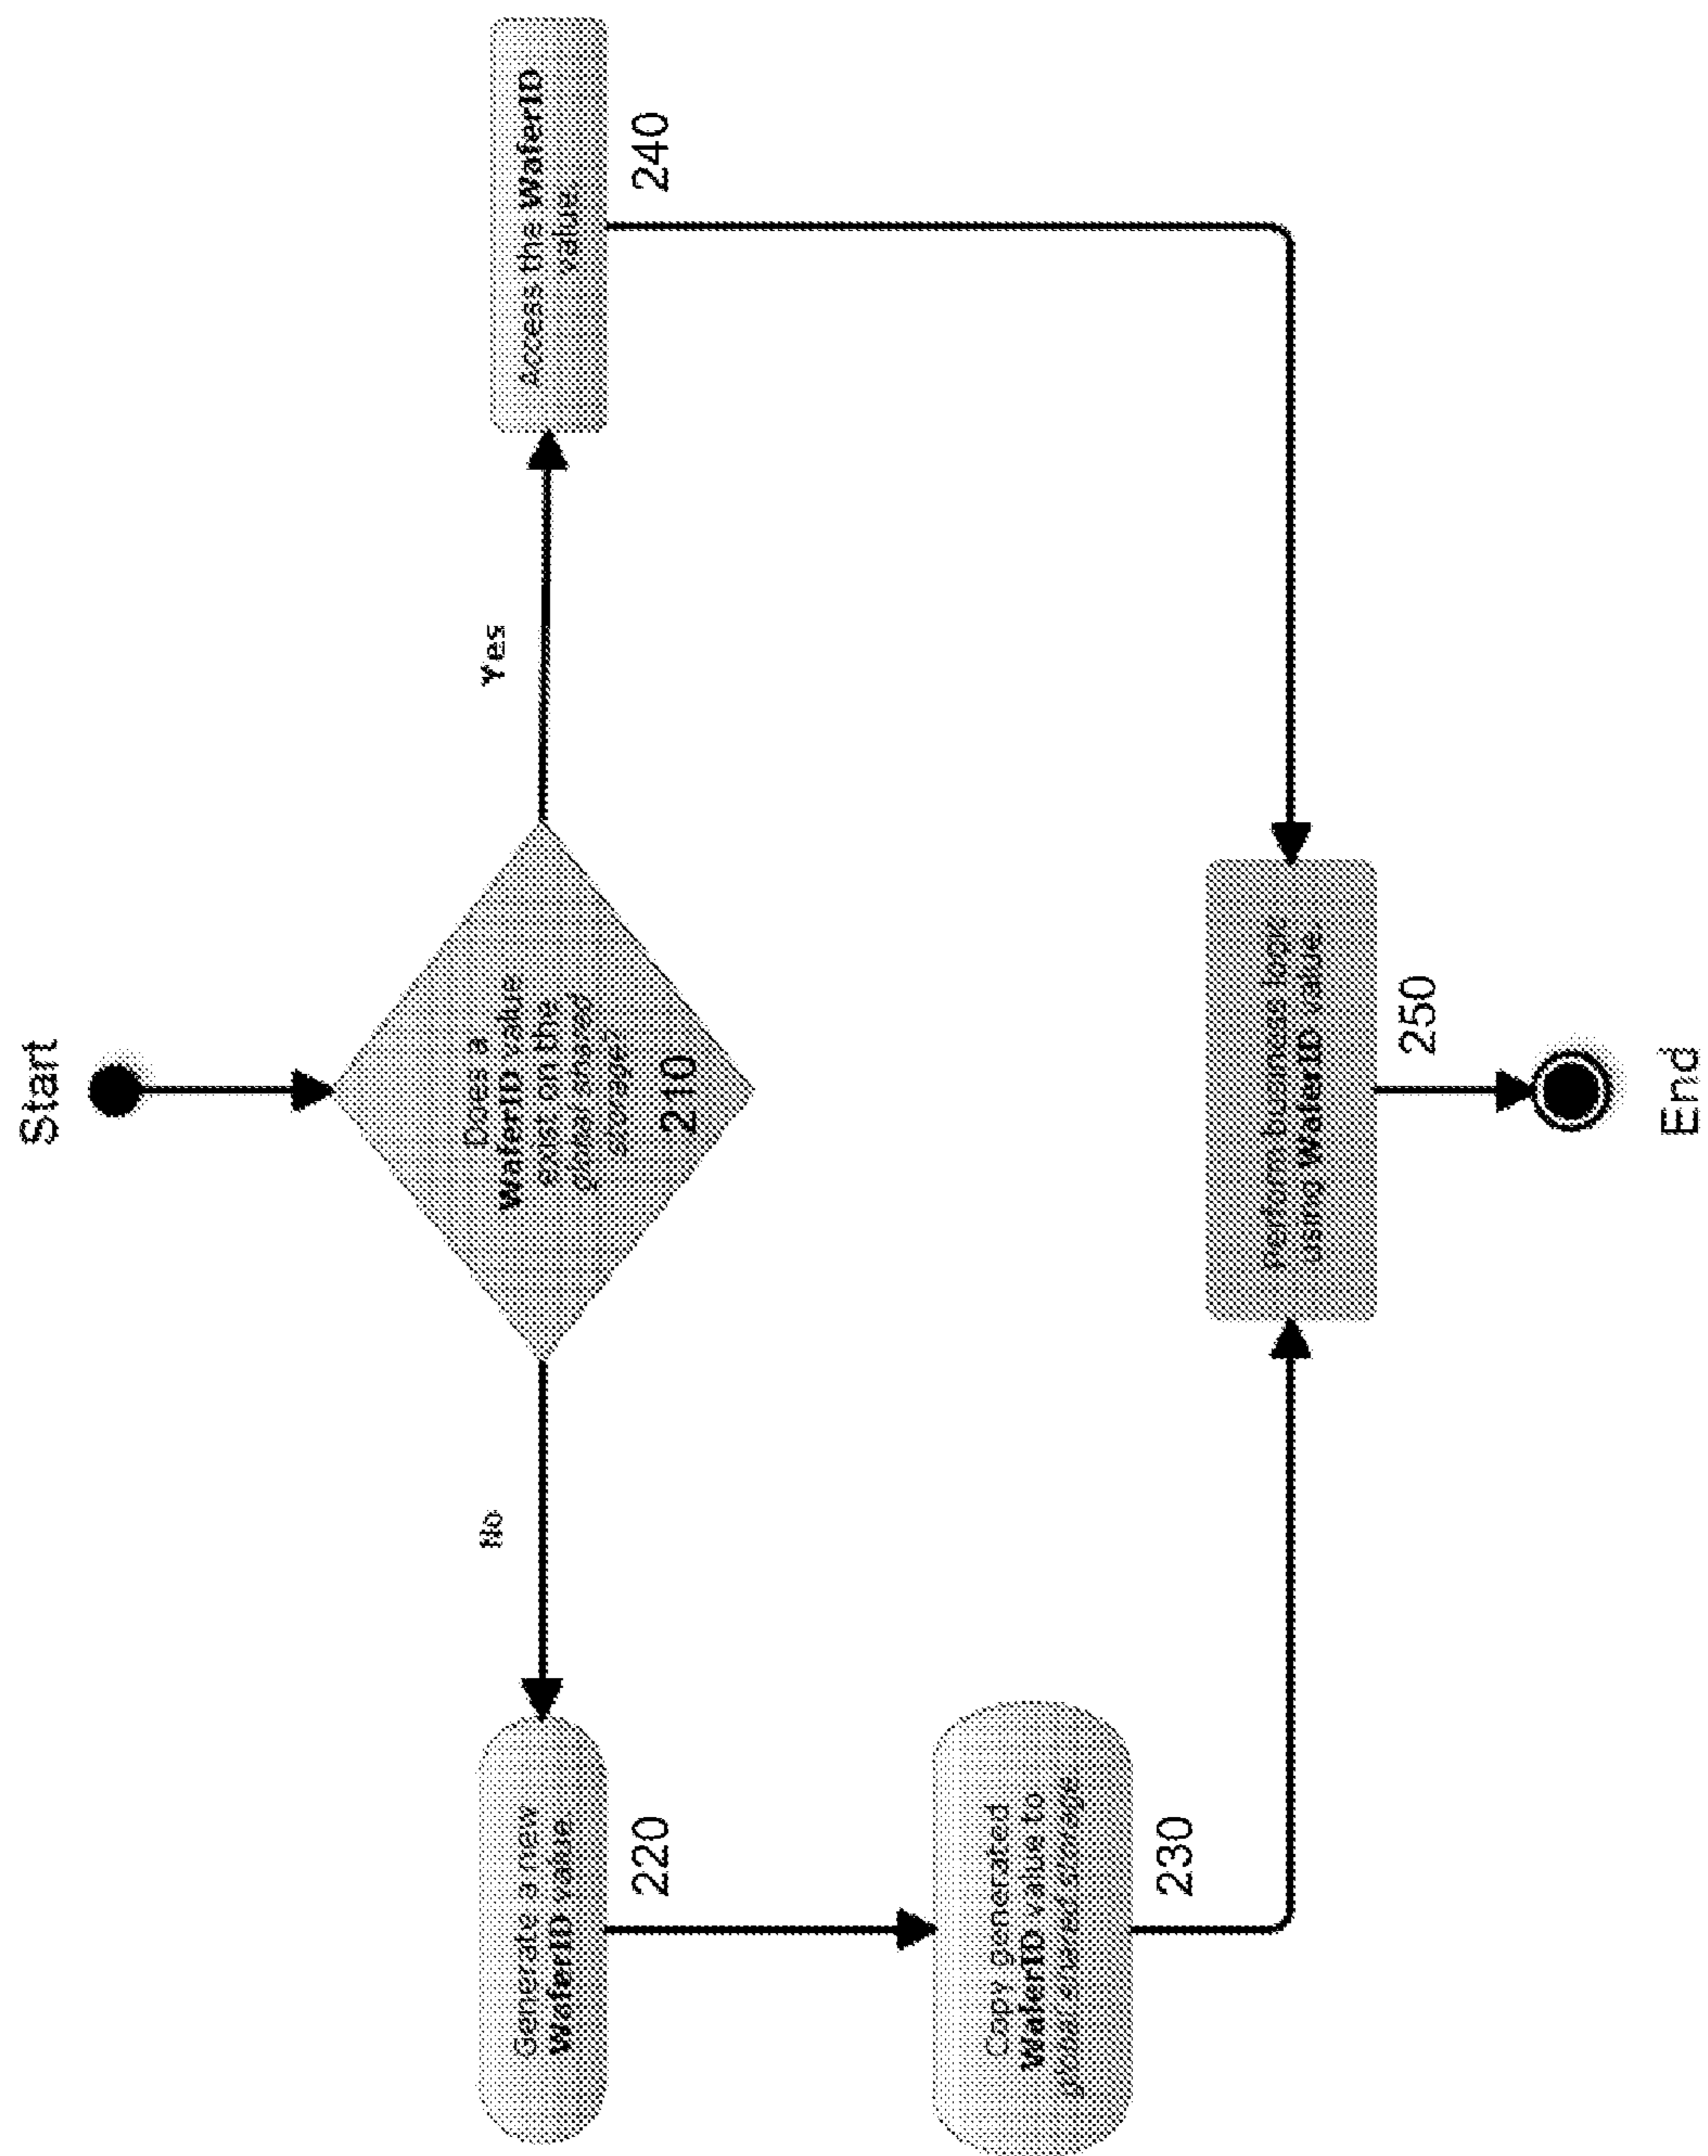 Start
Does a
WaferID value
exist on the
global shared
storage?
210
No
Yes
Generate a new
WaferID value
220
Access the WaferID
value
240
Copy generated
WaferID value to
global shared storage
230
Perform business logic
using WaferID value
250
End